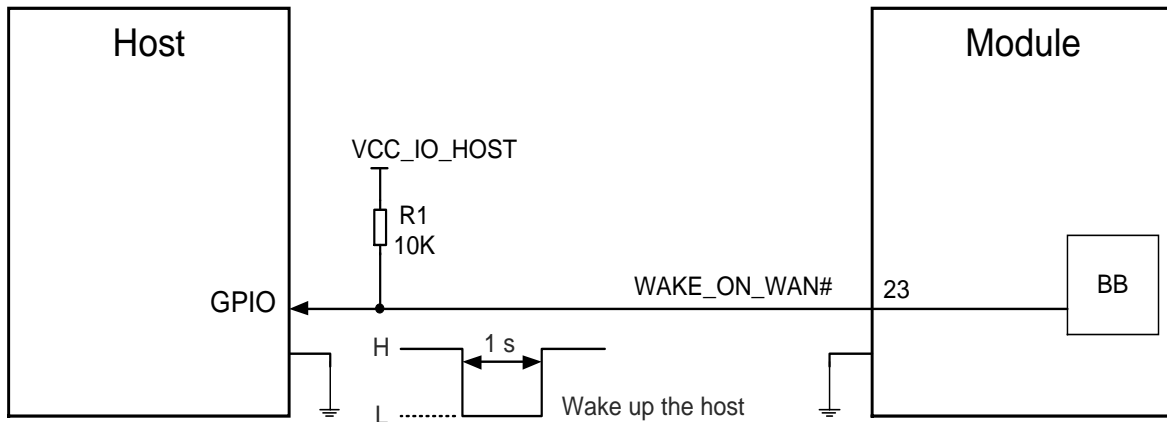 Host
Module
VCC_IO_HOST
R1
10K
BB
WAKE_ON_WAN#
23
GPIO
H
1 s
L
Wake up the host